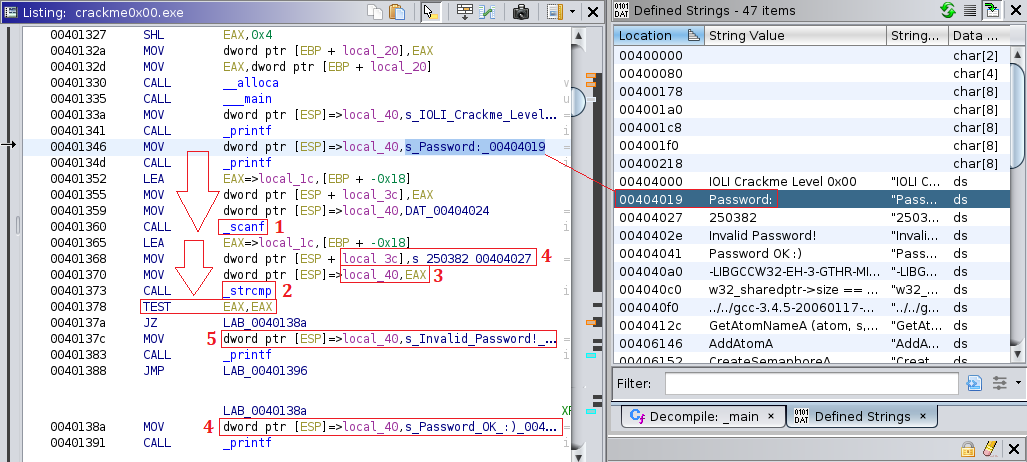 Listing: crackme0x00.exe
00401327 SHL EAX,0x4
0040132a MOV dword ptr [EBP + local_20],EAX
0040132d MOV EAX,dword ptr [EBP + local_20]
00401330 CALL __alloca
00401335 CALL ___main
0040133a MOV dword ptr [ESP]=>local_40,s_IOLI_Crackme_Level...
00401341 CALL _printf
00401346 MOV dword ptr [ESP]=>local_40,s_Password:_00404019
0040134d CALL _printf
00401352 LEA EAX=>local_1c,[EBP + -0x18]
00401355 MOV dword ptr [ESP + local_3c],EAX
00401359 MOV dword ptr [ESP]=>local_40,DAT_00404024
00401360 CALL _scanf 1
00401365 LEA EAX=>local_1c,[EBP + -0x18]
00401368 MOV dword ptr [ESP + local_3c],s_250382_00404027 4
00401370 MOV dword ptr [ESP]=>local_40,EAX 3
00401373 CALL _strcmp 2
00401378 TEST EAX,EAX
0040137a JZ LAB_0040138a
0040137c 5 MOV dword ptr [ESP]=>local_40,s_Invalid_Password!_...
00401383 CALL _printf
00401388 JMP LAB_00401396
LAB_0040138a
0040138a MOV 4 dword ptr [ESP]=>local_40,s_Password_OK_:)_004...
00401391 CALL _printf
Defined Strings - 47 items
Location String Value String... Data ...
00400000 char[2]
00400080 char[4]
00400178 char[8]
004001a0 char[8]
004001c8 char[8]
004001f0 char[8]
00400218 char[8]
00404000 IOLI Crackme Level 0x00 "IOLI C... ds
00404019 Password: "Pass... ds
00404027 250382 "2503... ds
0040402e Invalid Password! "Invali... ds
00404041 Password OK :) "Pass... ds
004040a0 -LIBGCCW32-EH-3-GTHR-MI... "-LIBG... ds
004040c0 w32_sharedptr->size == ... "w32_... ds
004040f0 ../../gcc-3.4.5-20060117-... "../../g... ds
0040412c GetAtomNameA (atom, s,... "GetAt... ds
00406146 AddAtomA "AddA... ds
00406152 CreateSemaphoreA "Creat... ds
Filter:
Decompile: _main ×
Defined Strings ×